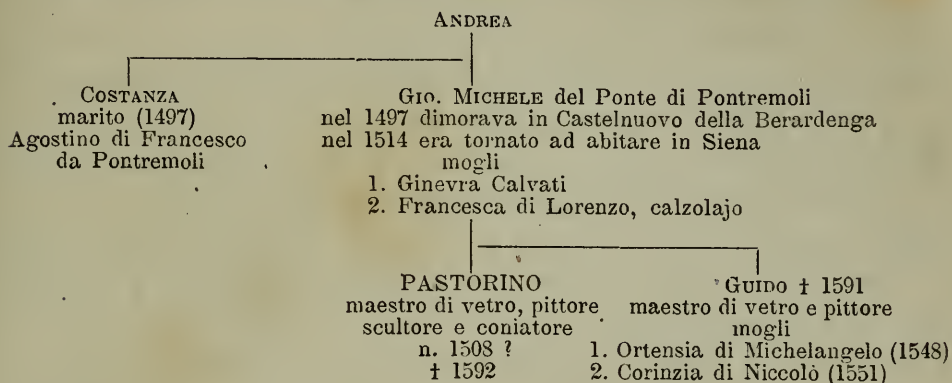 ANDREA
COSTANZA
marito (1497)
Agostino di Francesco
da Pontremoli
GIO. MICHELE del Ponte di Pontremoli
nel 1497 dimorava in Castelnuovo della Berardenga
nel 1514 era tornato ad abitare in Siena
mogli
1. Ginevra Calvati
2. Francesca di Lorenzo, calzolajo
PASTORINO
maestro di vetro, pittore
scultore e coniatore
n. 1508 ?
† 1592
GUIDO † 1591
maestro di vetro e pittore
mogli
1. Ortensia di Michelangelo (1548)
2. Corinzia di Niccolò (1551)